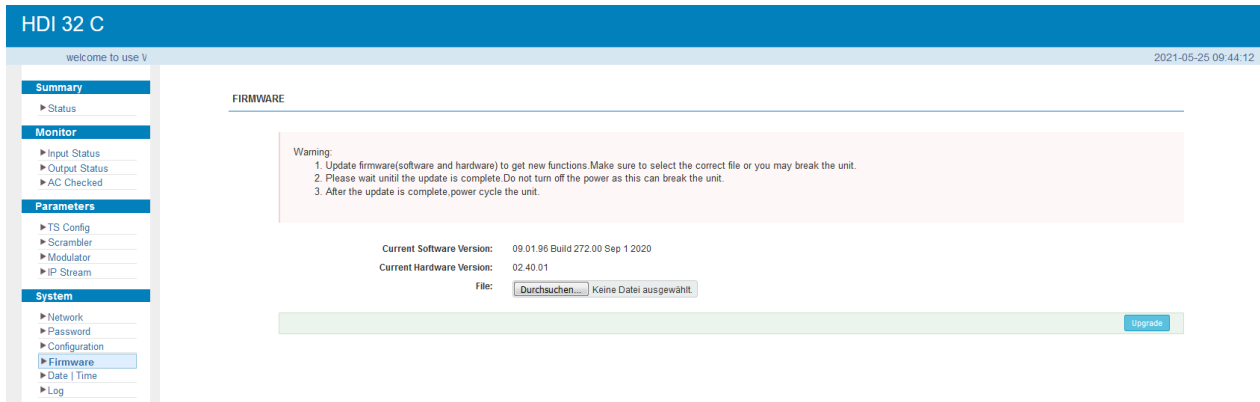 HDI 32 C
welcome to use
2021-05-25 09:44:12
Summary
Status
Monitor
Input Status
Output Status
AC Checked
Parameters
TS Config
Scrambler
Modulator
IP Stream
System
Network
Password
Configuration
Firmware
Date | Time
Log
FIRMWARE
Warning:
1. Update firmware(software and hardware) to get new functions.Make sure to select the correct file or you may break the unit.
2. Please wait unitil the update is complete.Do not turn off the power as this can break the unit.
3. After the update is complete,power cycle the unit.
Current Software Version: 09.01.96 Build 272.00 Sep 1 2020
Current Hardware Version: 02.40.01
File: Durchsuchen... Keine Datei ausgewählt.
Upgrade